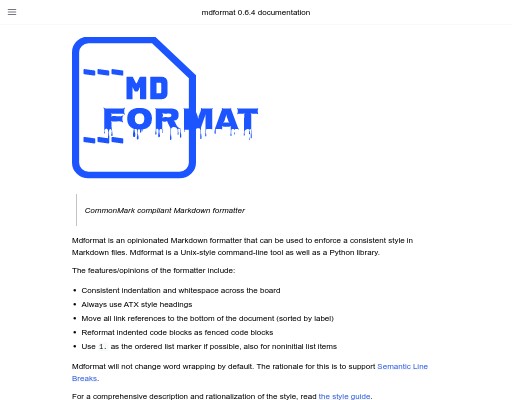 mdformat 0.6.4 documentation
MD
FORMAT
CommonMark compliant Markdown formatter
Mdformat is an opinionated Markdown formatter that can be used to enforce a consistent style in
Markdown files. Mdformat is a Unix-style command-line tool as well as a Python library.
The features/opinions of the formatter include:
• Consistent indentation and whitespace across the board
• Always use ATX style headings
• Move all link references to the bottom of the document (sorted by label)
• Reformat indented code blocks as fenced code blocks
• Use 1. as the ordered list marker if possible, also for noninitial list items
Mdformat will not change word wrapping by default. The rationale for this is to support Semantic Line
Breaks.
For a comprehensive description and rationalization of the style, read the style guide.